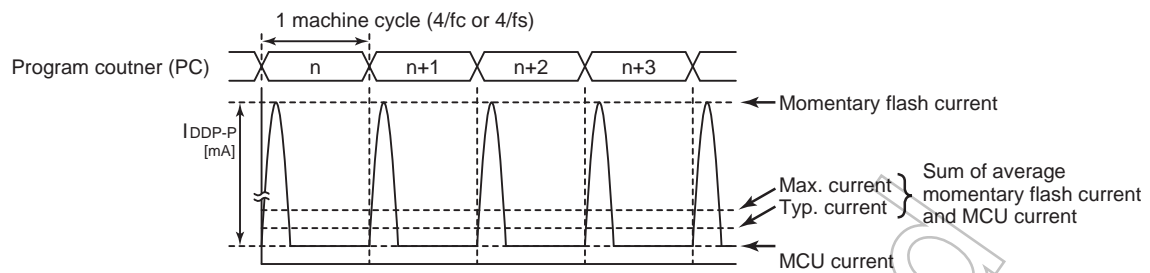 1 machine cycle (4/fc or 4/fs)
Program coutner (PC)
n
n+1
n+2
n+3
Momentary flash current
IDDP-P
[mA]
Max. current
Typ. current
Sum of average
momentary flash current
and MCU current
MCU current